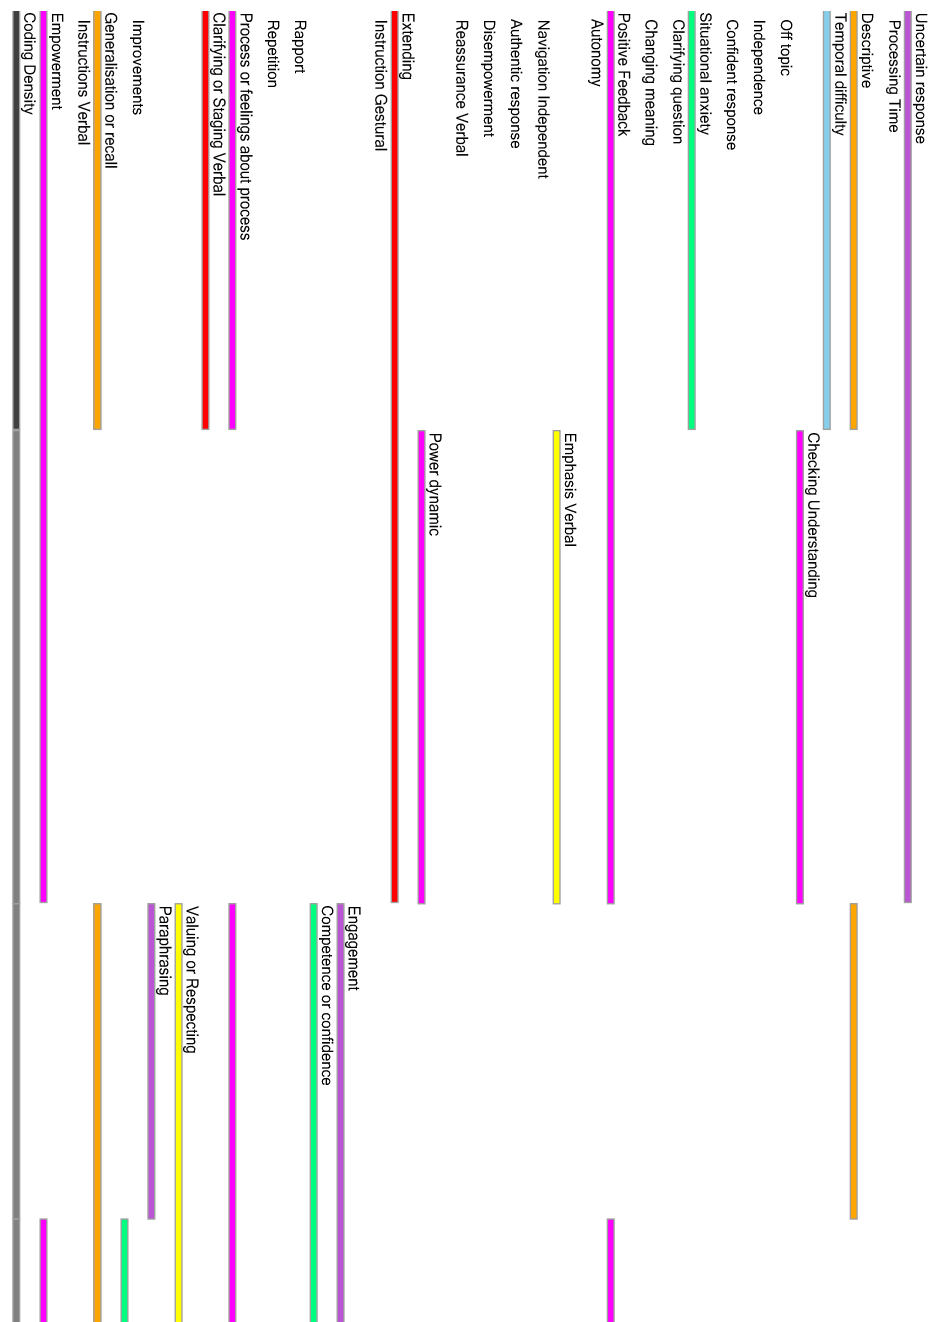 Coding Density
Empowerment
Instructions Verbal
Generalisation or recall
Improvements
Paraphrasing
Valuing or Respecting
Clarifying or Staging Verbal
Process or feelings about process
Repetition
Rapport
Competence or confidence
Engagement
Instruction Gestural
Extending
Power dynamic
Reassurance Verbal
Disempowerment
Authentic response
Navigation Independent
Emphasis Verbal
Autonomy
Positive Feedback
Changing meaning
Clarifying question
Situational anxiety
Confident response
Independence
Off topic
Checking Understanding
Temporal difficulty
Descriptive
Processing Time
Uncertain response